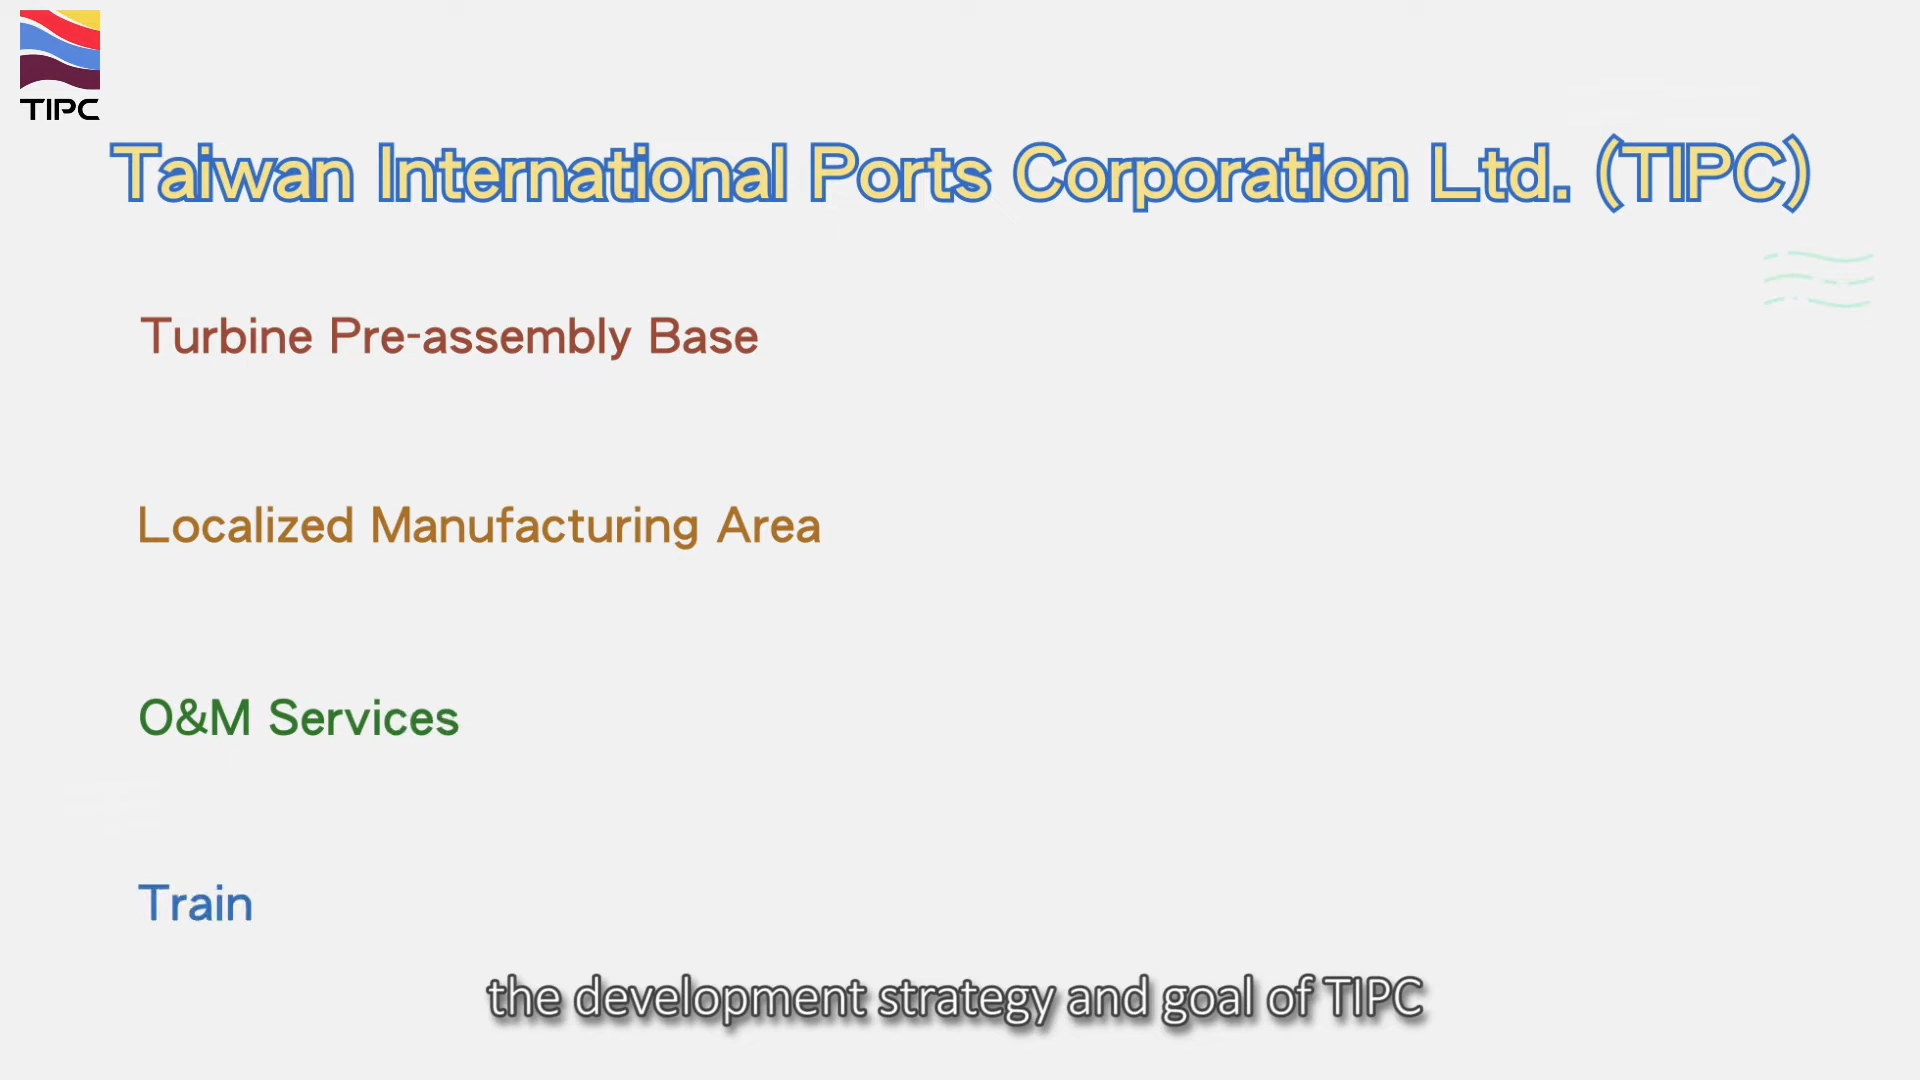 TIPC
Taiwan International Ports Corporation Ltd. (TIPC)
Turbine Pre-assembly Base
Localized Manufacturing Area
O&M Services
Train
the development strategy and goal of TIPC